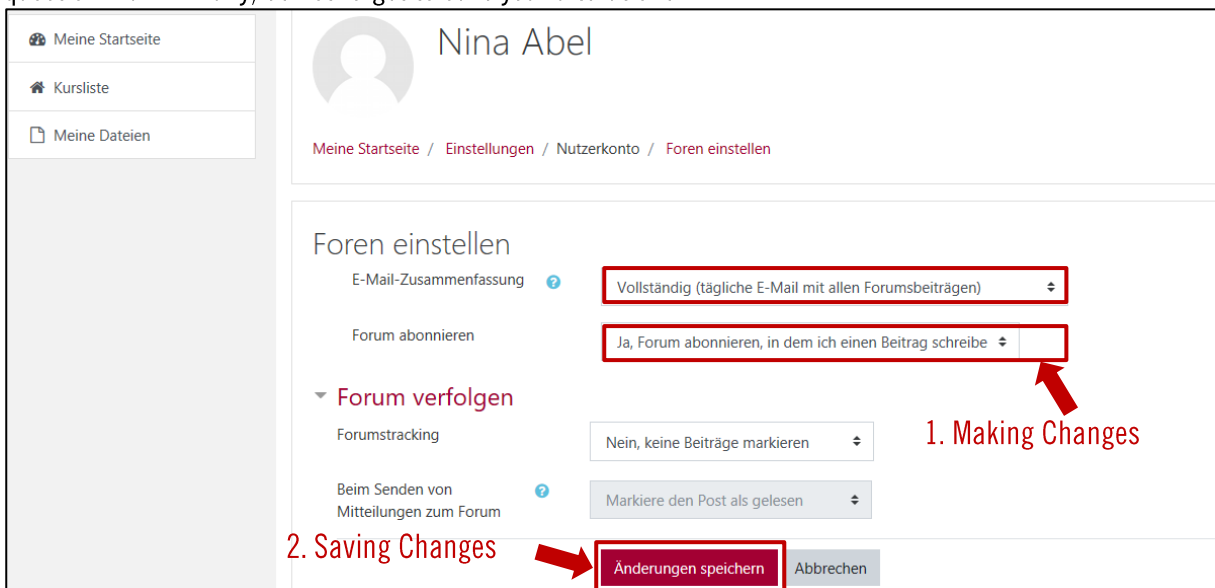 Meine Startseite
Kursliste
Meine Dateien
Nina Abel
Meine Startseite / Einstellungen / Nutzerkonto / Foren einstellen
Foren einstellen
E-Mail-Zusammenfassung
Vollständig (tägliche E-Mail mit allen Forumsbeiträgen)
Forum abonnieren
Ja, Forum abonnieren, in dem ich einen Beitrag schreibe
Forum verfolgen
1. Making Changes
Forumstracking
Nein, keine Beiträge markieren
Beim Senden von
Mitteilungen zum Forum
Markiere den Post als gelesen
2. Saving Changes
Änderungen speichern
Abbrechen